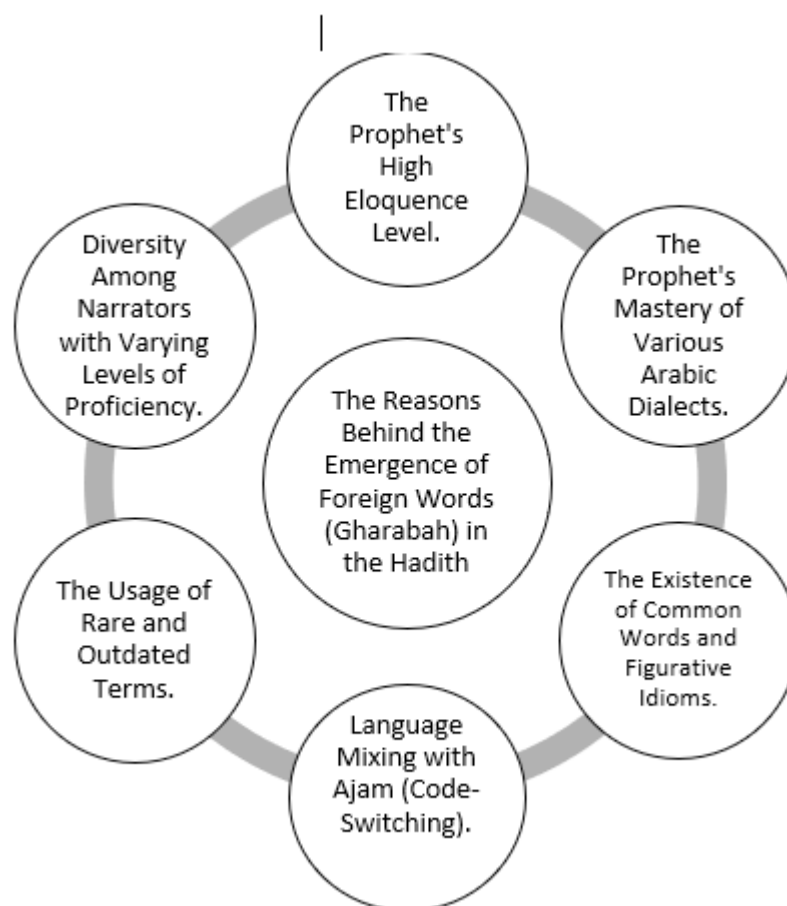 The
Prophet's
High
Eloquence
Level.
The
Prophet's
Mastery of
Various
Arabic
Dialects.
The Existence
of Common
Words and
Figurative
Idioms.
Language
Mixing with
Ajam (Code-
Switching).
The Usage of
Rare and
Outdated
Terms.
Diversity
Among
Narrators
with Varying
Levels of
Proficiency.
The Reasons
Behind the
Emergence of
Foreign Words
(Gharabah) in
the Hadith